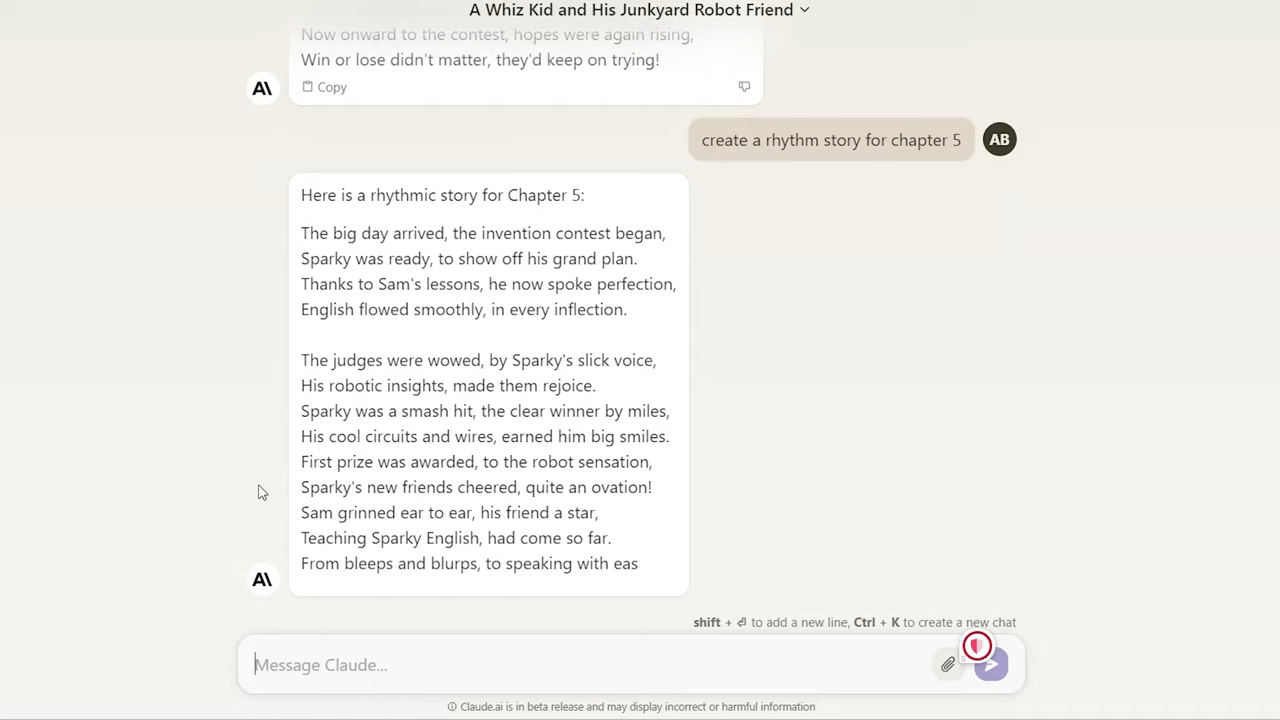 A Whiz Kid and His Junkyard Robot Friend
Now onward to the contest, hopes were again rising,
Win or lose didn't matter, they'd keep on trying!
A\
Copy
create a rhythm story for chapter 5
AB
Here is a rhythmic story for Chapter 5:
The big day arrived, the invention contest began,
Sparky was ready, to show off his grand plan.
Thanks to Sam's lessons, he now spoke perfection,
English flowed smoothly, in every inflection.
The judges were wowed, by Sparky's slick voice,
His robotic insights, made them rejoice.
Sparky was a smash hit, the clear winner by miles,
His cool circuits and wires, earned him big smiles.
First prize was awarded, to the robot sensation,
Sparky's new friends cheered, quite an ovation!
Sam grinned ear to ear, his friend a star,
Teaching Sparky English, had come so far.
From bleeps and blurps, to speaking with eas
A\
shift + ⏎ to add a new line, Ctrl + K to create a new chat
Message Claude...
Claude.ai is in beta release and may display incorrect or harmful information